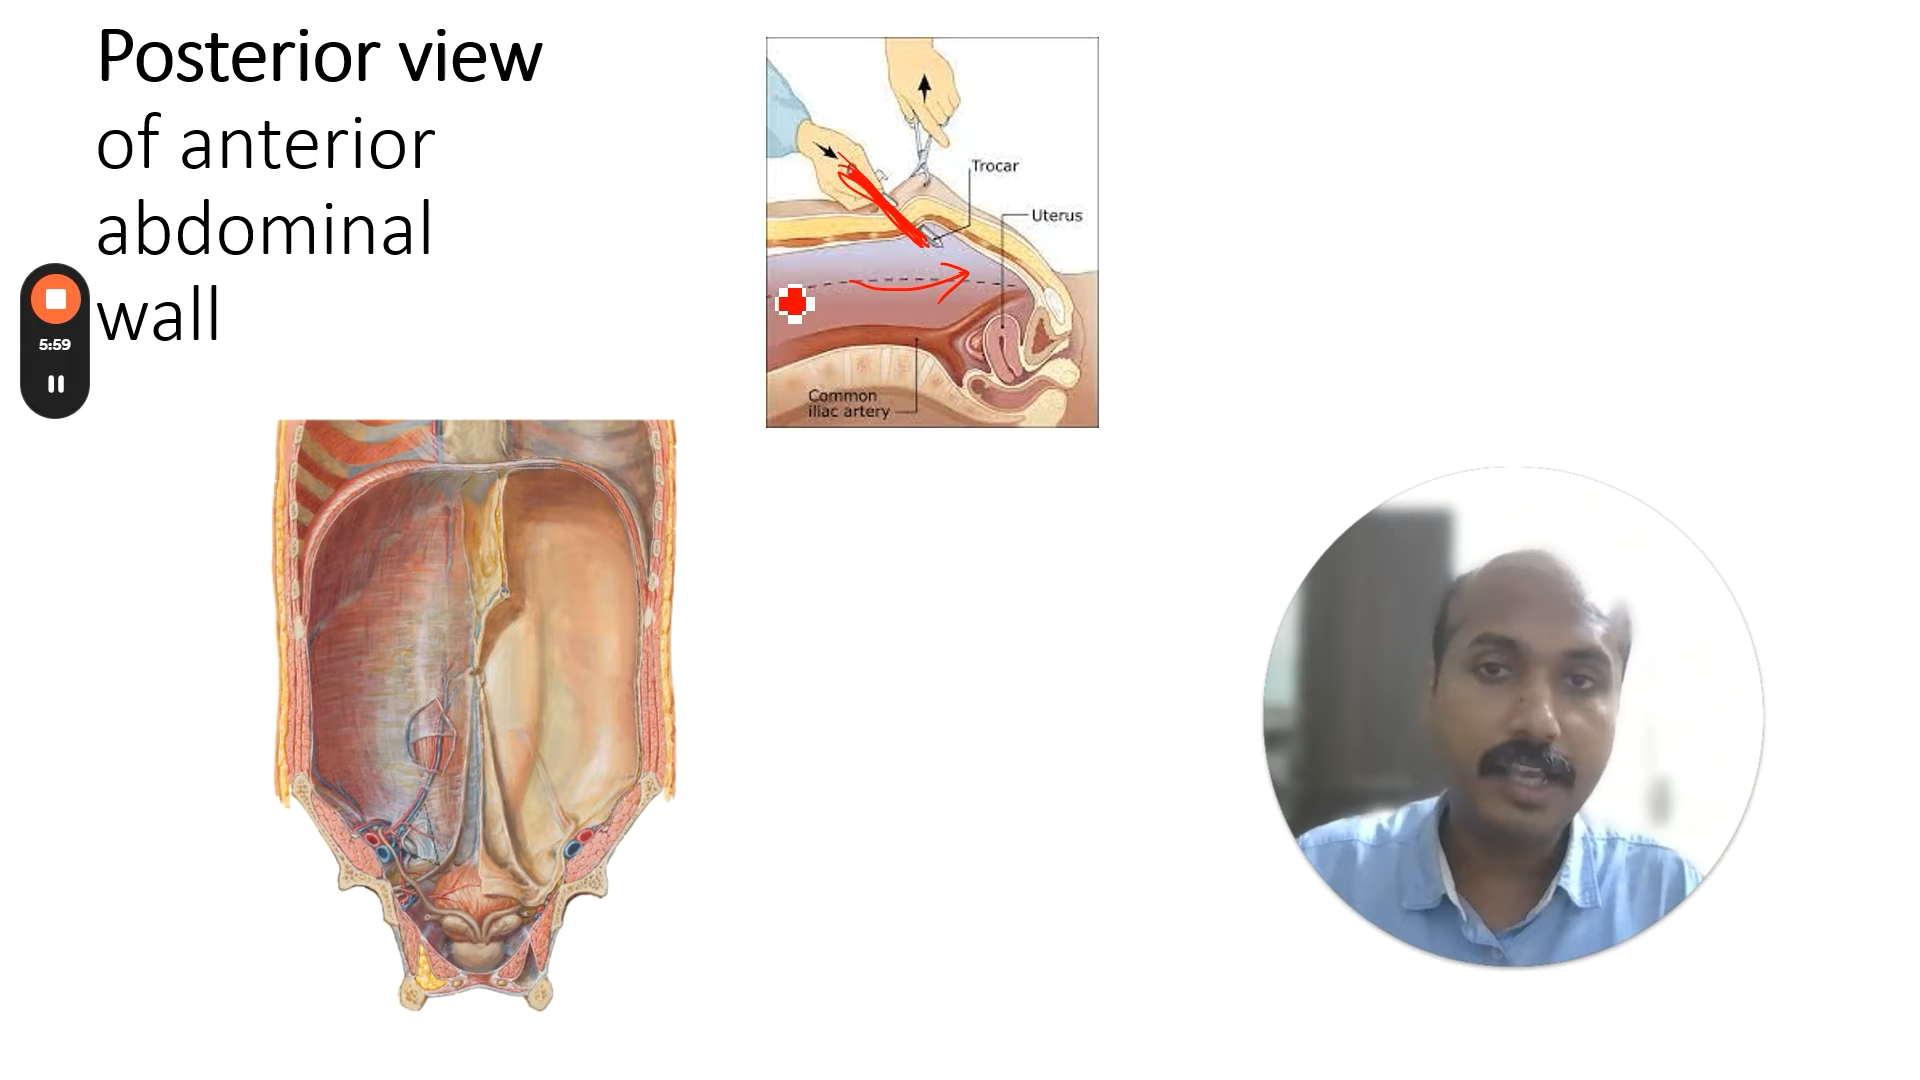 Posterior view
of anterior
abdominal
wall
Trocar
Uterus
Common
iliac artery
5:59